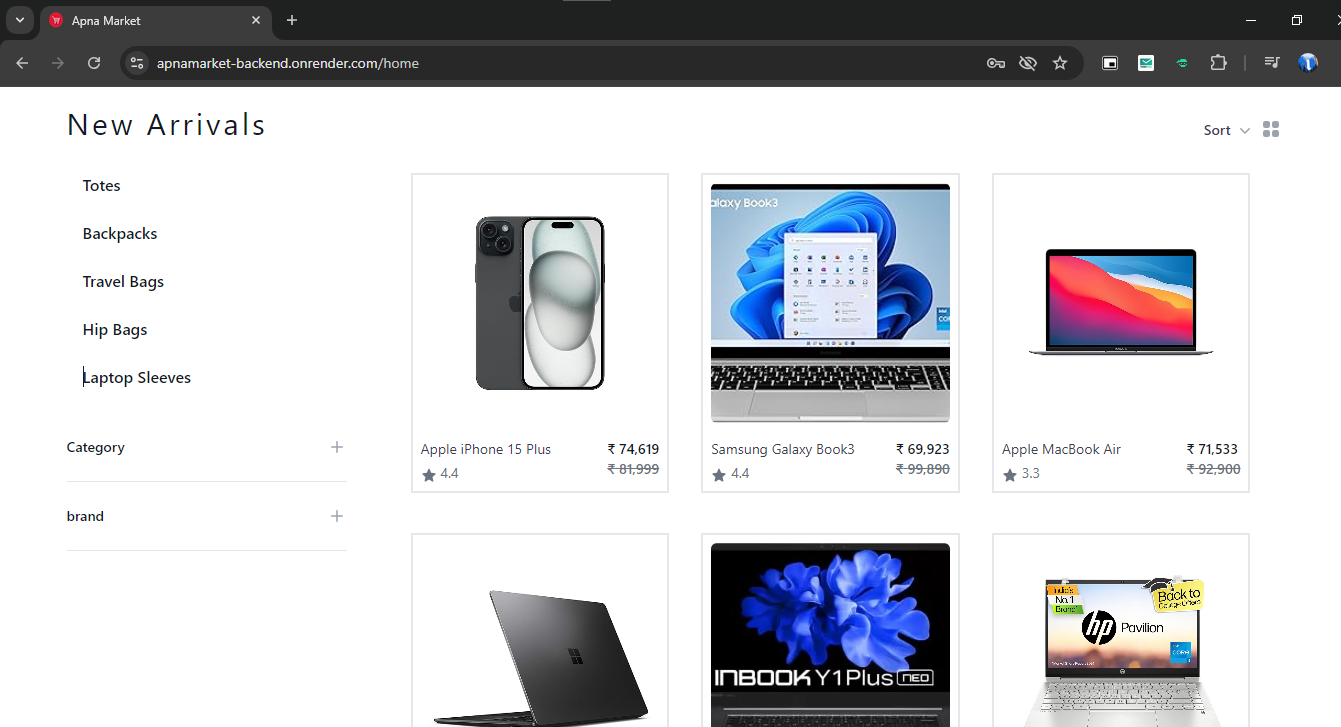 Apna Market
apnamarket-backend.onrender.com/home
New Arrivals
Sort
Totes
Backpacks
Travel Bags
Hip Bags
Laptop Sleeves
Category
brand
alaxy Book3
Apple iPhone 15 Plus ₹ 74,619
4.4 ₹ 81,999
Samsung Galaxy Book3 ₹ 69,923
4.4 ₹ 99,890
Apple MacBook Air ₹ 71,533
3.3 ₹ 92,900
INBOOK Y1 Plus NEO
India's
No. 1
Brand
Back to
College Offers
hp Pavilion